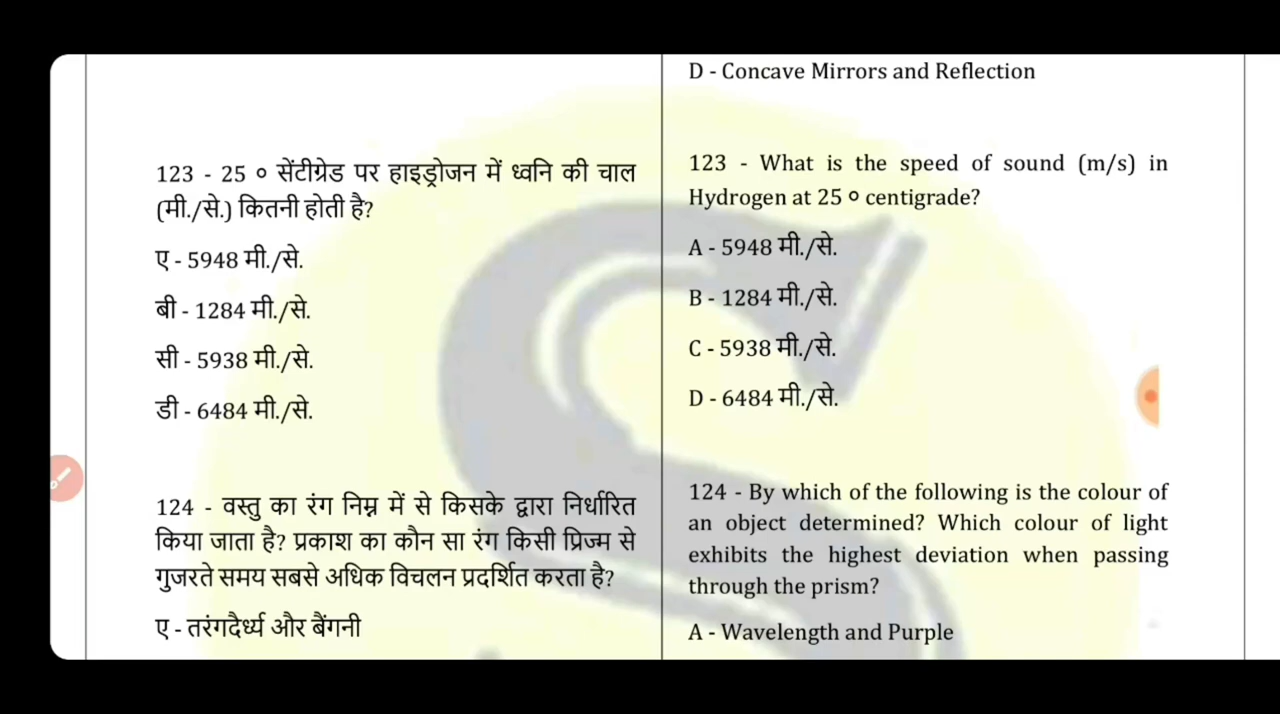 123 - 25 ० सेंटीग्रेड पर हाइड्रोजन में ध्वनि की चाल
(मी./से.) कितनी होती है?
ए - 5948 मी./से.
बी - 1284 मी./से.
सी - 5938 मी./से.
डी - 6484 मी./से.
124 - वस्तु का रंग निम्न में से किसके द्वारा निर्धारित
किया जाता है? प्रकाश का कौन सा रंग किसी प्रिज्म से
गुजरते समय सबसे अधिक विचलन प्रदर्शित करता है?
ए - तरंगदैर्ध्य और बैंगनी
D - Concave Mirrors and Reflection
123 - What is the speed of sound (m/s) in
Hydrogen at 25 ० centigrade?
A - 5948 मी./से.
B - 1284 मी./से.
C - 5938 मी./से.
D - 6484 मी./से.
124 - By which of the following is the colour of
an object determined? Which colour of light
exhibits the highest deviation when passing
through the prism?
A - Wavelength and Purple